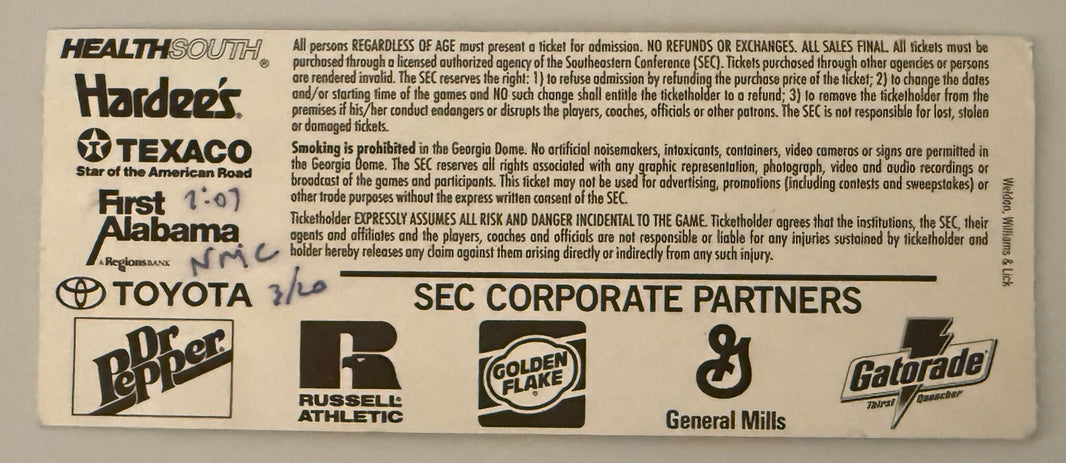 HEALTHSOUTH®
Hardee's®
TEXACO
Star of the American Road
First
Alabama
A Regions BANK
TOYOTA
NMC
3/20
All persons REGARDLESS OF AGE must present a ticket for admission. NO REFUNDS OR EXCHANGES. ALL SALES FINAL. All tickets must be
purchased through a licensed authorized agency of the Southeastern Conference (SEC). Tickets purchased through other agencies or persons
are rendered invalid. The SEC reserves the right: 1) to refuse admission by refunding the purchase price of the ticket; 2) to change the dates
and/or starting time of the games and NO such change shall entitle the ticketholder to a refund; 3) to remove the ticketholder from the
premises if his/her conduct endangers or disrupts the players, coaches, officials or other patrons. The SEC is not responsible for lost, stolen
or damaged tickets.
Smoking is prohibited in the Georgia Dome. No artificial noisemakers, intoxicants, containers, video cameras or signs are permitted in
the Georgia Dome. The SEC reserves all rights associated with any graphic representation, photograph, video and audio recordings or
broadcast of the games and participants. This ticket may not be used for advertising, promotions (including contests and sweepstakes) or
other trade purposes without the express written consent of the SEC.
Ticketholder EXPRESSLY ASSUMES ALL RISK AND DANGER INCIDENTAL TO THE GAME. Ticketholder agrees that the institutions, the SEC, their
agents and affiliates and the players, coaches and officials are not responsible or liable for any injuries sustained by ticketholder and
holder hereby releases any claim against them arising directly or indirectly from any such injury.
Weldon, Williams & Lick
SEC CORPORATE PARTNERS
Dr
Pepper®
RUSSELL®
ATHLETIC
GOLDEN
FLAKE®
G
General Mills
Gatorade®
Thirst Quencher